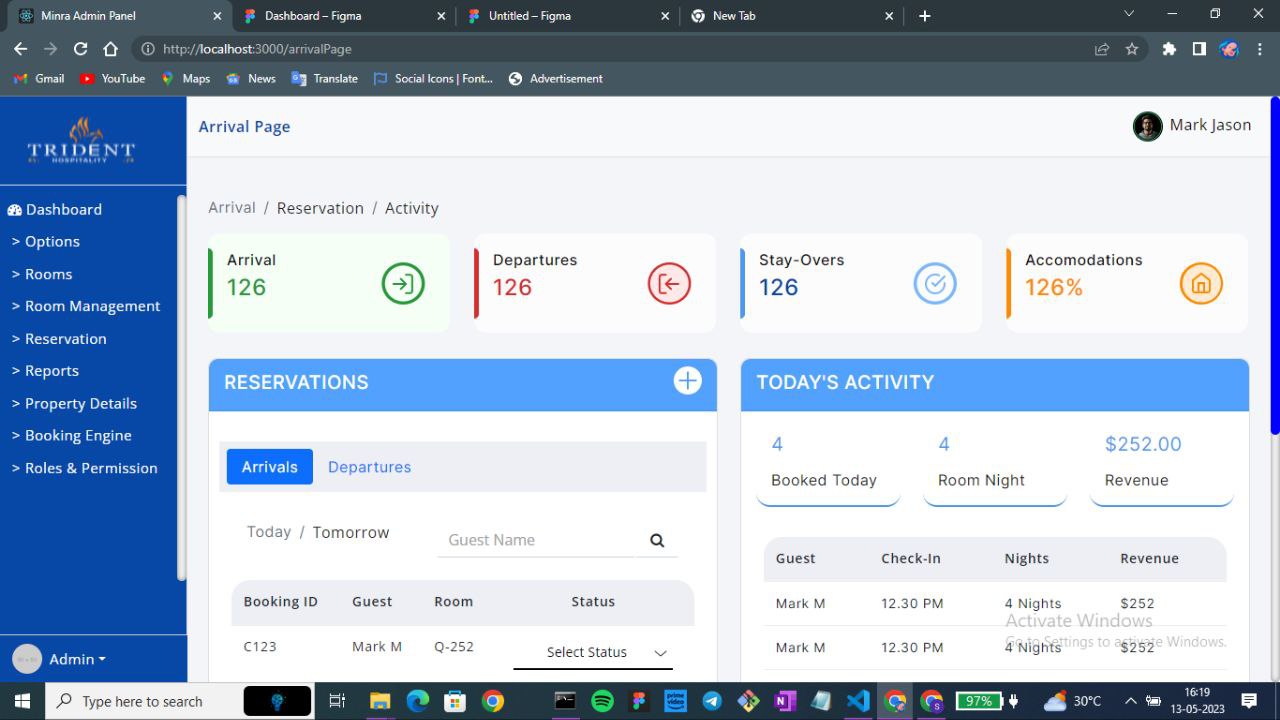 Minra Admin Panel
Dashboard – Figma
Untitled – Figma
New Tab
http://localhost:3000/arrivalPage
Gmail
YouTube
Maps
News
Translate
Social Icons | Font...
Advertisement
TRIDENT
HOSPITALITY
Arrival Page
Mark Jason
Dashboard
> Options
> Rooms
> Room Management
> Reservation
> Reports
> Property Details
> Booking Engine
> Roles & Permission
Admin
Arrival / Reservation / Activity
Arrival
126
Departures
126
Stay-Overs
126
Accomodations
126%
RESERVATIONS
Arrivals
Departures
Today / Tomorrow
Guest Name
Booking ID Guest Room Status
C123 Mark M Q-252 Select Status
TODAY'S ACTIVITY
4
Booked Today
4
Room Night
$252.00
Revenue
Guest Check-In Nights Revenue
Mark M 12.30 PM 4 Nights $252
Mark M 12.30 PM 4 Nights $252
Activate Windows
Go to Settings to activate Windows.
Type here to search
prime video
97%
30°C
16:19
13-05-2023